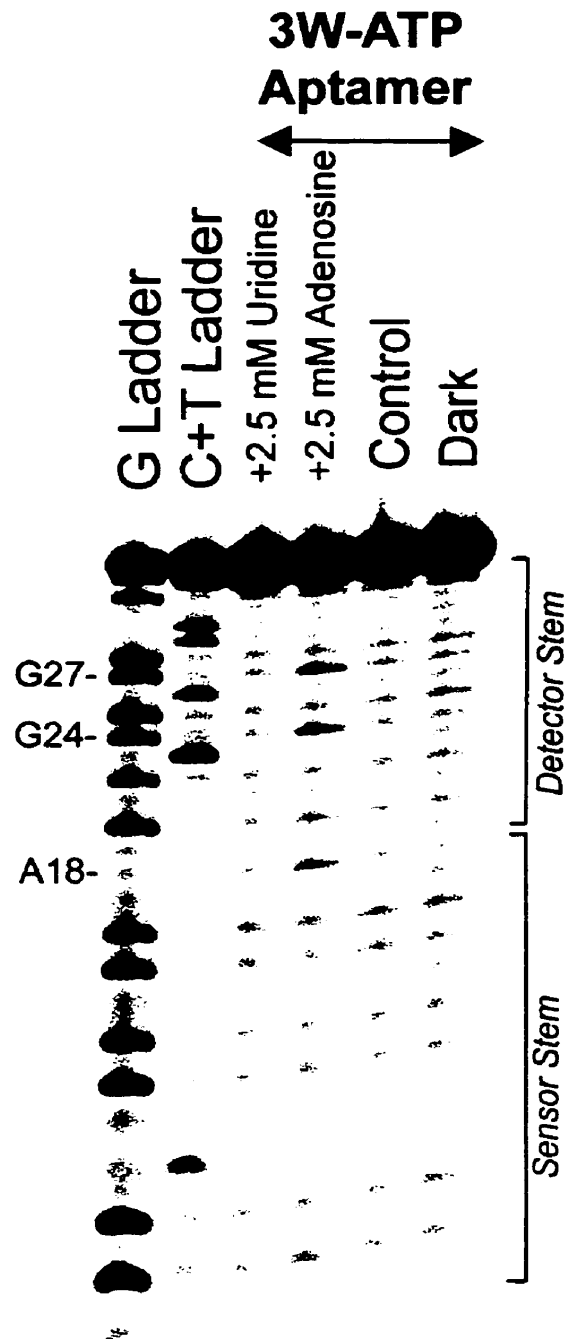 3W-ATP
Aptamer
G Ladder
C+T Ladder
+2.5 mM Uridine
+2.5 mM Adenosine
Control
Dark
G27-
G24-
A18-
Detector Stem
Sensor Stem